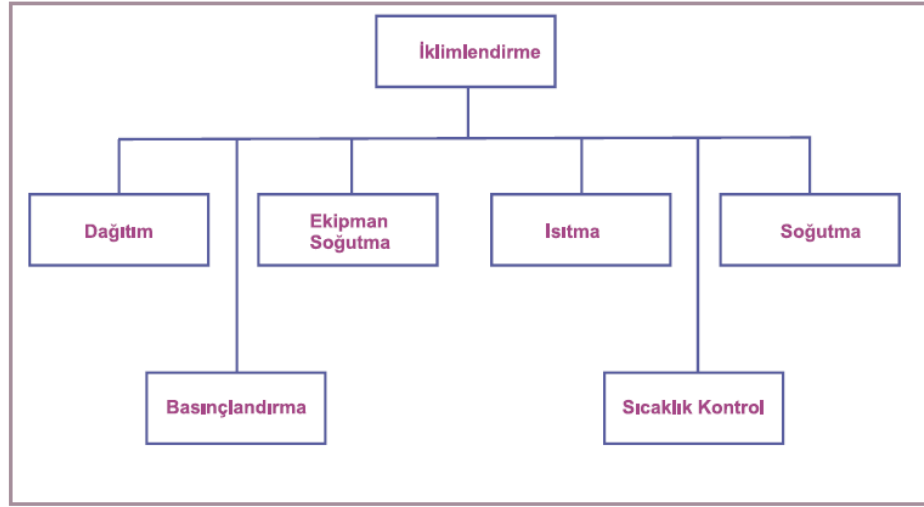 İklimlendirme
Dağıtım
Ekipman
Soğutma
Isıtma
Soğutma
Basınçlandırma
Sıcaklık Kontrol